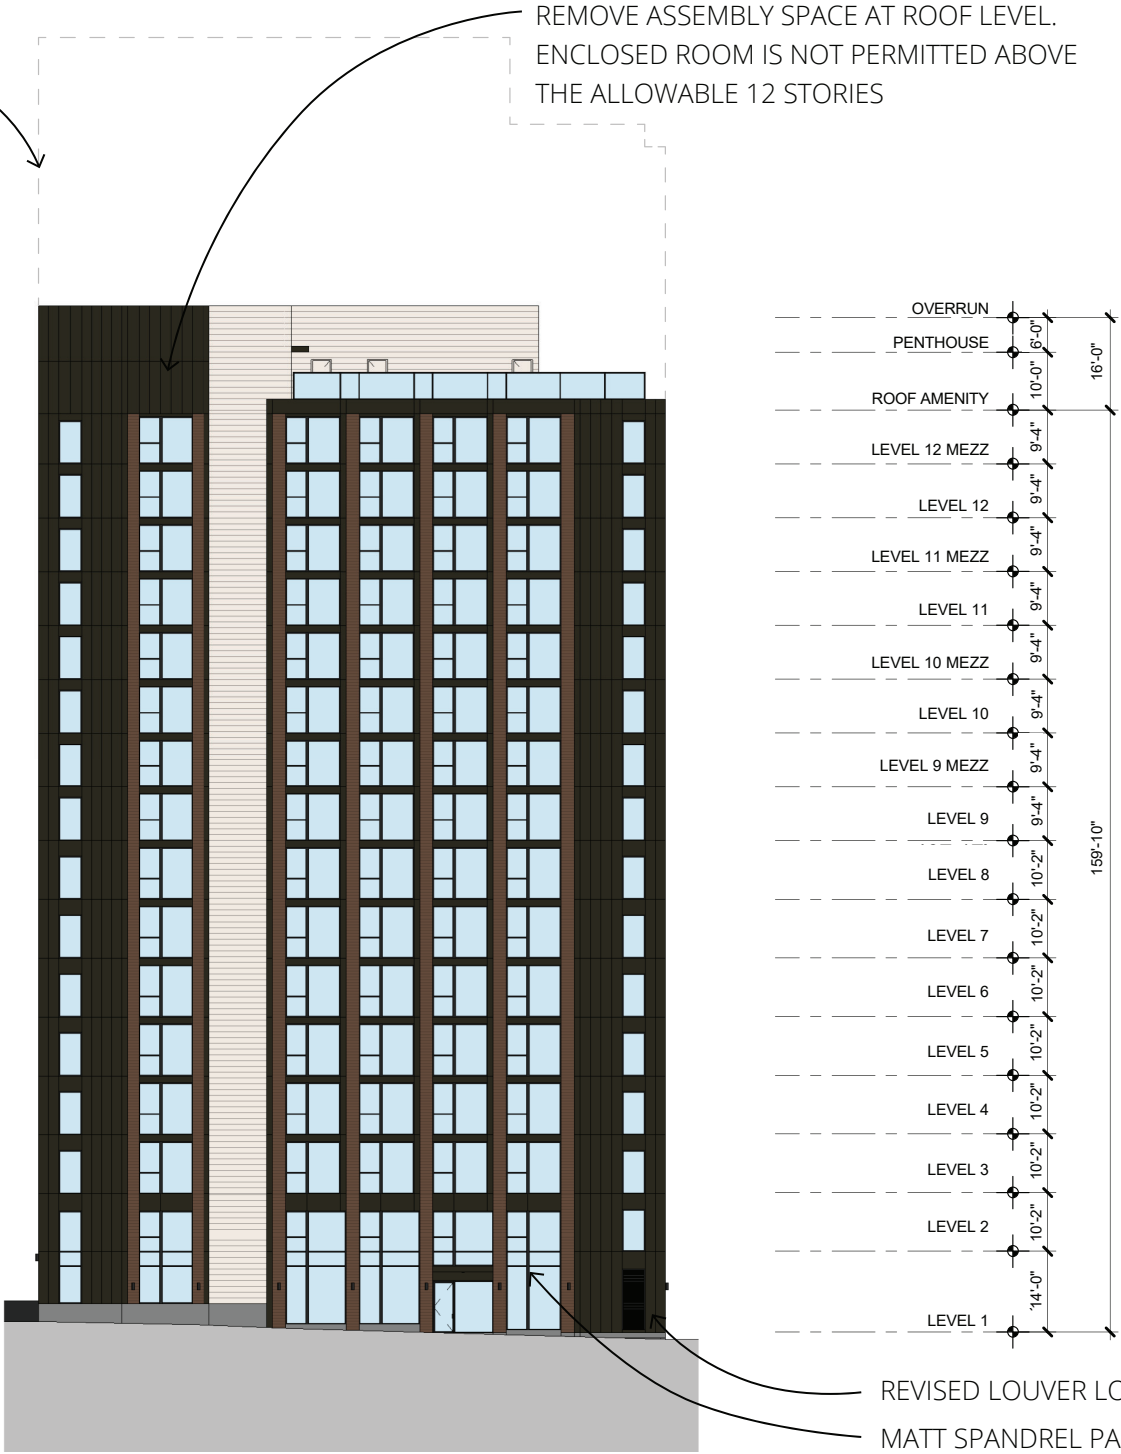 REMOVE ASSEMBLY SPACE AT ROOF LEVEL.
ENCLOSED ROOM IS NOT PERMITTED ABOVE
THE ALLOWABLE 12 STORIES
OVERRUN
6'-0"
PENTHOUSE
10'-0"
16'-0"
ROOF AMENITY
9'-4"
LEVEL 12 MEZZ
9'-4"
LEVEL 12
9'-4"
LEVEL 11 MEZZ
9'-4"
LEVEL 11
9'-4"
LEVEL 10 MEZZ
9'-4"
LEVEL 10
9'-4"
LEVEL 9 MEZZ
9'-4"
LEVEL 9
10'-2"
159'-10"
LEVEL 8
10'-2"
LEVEL 7
10'-2"
LEVEL 6
10'-2"
LEVEL 5
10'-2"
LEVEL 4
10'-2"
LEVEL 3
10'-2"
LEVEL 2
14'-0"
LEVEL 1
REVISED LOUVER LO
MATT SPANDREL PA